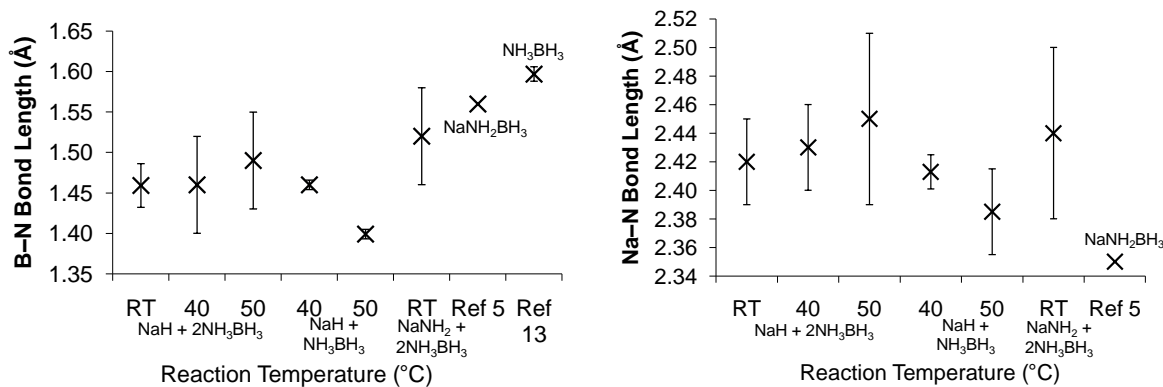 B–N Bond Length (Å)
1.65
1.60
1.55
1.50
1.45
1.40
1.35
NH₃BH₃
NaNH₂BH₃
RT 40 50 40 50 RT Ref 5 Ref
13
NaH + 2NH₃BH₃
NaH +
NH₃BH₃
NaNH₂ +
2NH₃BH₃
Reaction Temperature (°C)
Na–N Bond Length (Å)
2.52
2.50
2.48
2.46
2.44
2.42
2.40
2.38
2.36
2.34
NaNH₂BH₃
RT 40 50 40 50 RT Ref 5
NaH + 2NH₃BH₃
NaH +
NH₃BH₃
NaNH₂ +
2NH₃BH₃
Reaction Temperature (°C)